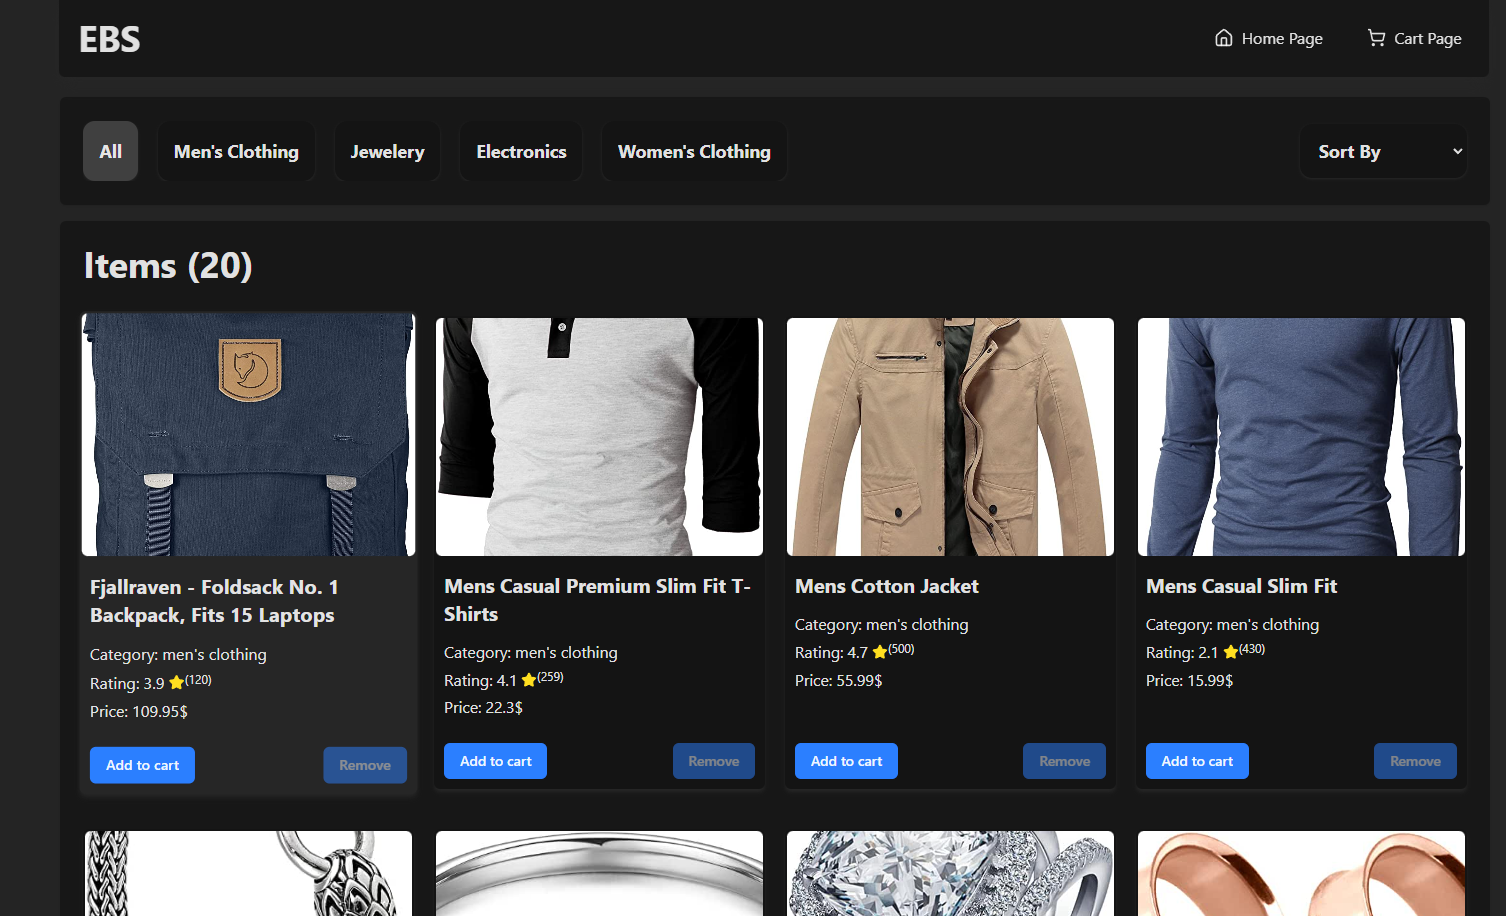 EBS
Home Page
Cart Page
All
Men's Clothing
Jewelery
Electronics
Women's Clothing
Sort By
Items (20)
Fjallraven - Foldsack No. 1
Backpack, Fits 15 Laptops
Category: men's clothing
Rating: 3.9 ⭐(120)
Price: 109.95$
Add to cart
Remove
Mens Casual Premium Slim Fit T-
Shirts
Category: men's clothing
Rating: 4.1 ⭐(259)
Price: 22.3$
Add to cart
Remove
Mens Cotton Jacket
Category: men's clothing
Rating: 4.7 ⭐(500)
Price: 55.99$
Add to cart
Remove
Mens Casual Slim Fit
Category: men's clothing
Rating: 2.1 ⭐(430)
Price: 15.99$
Add to cart
Remove